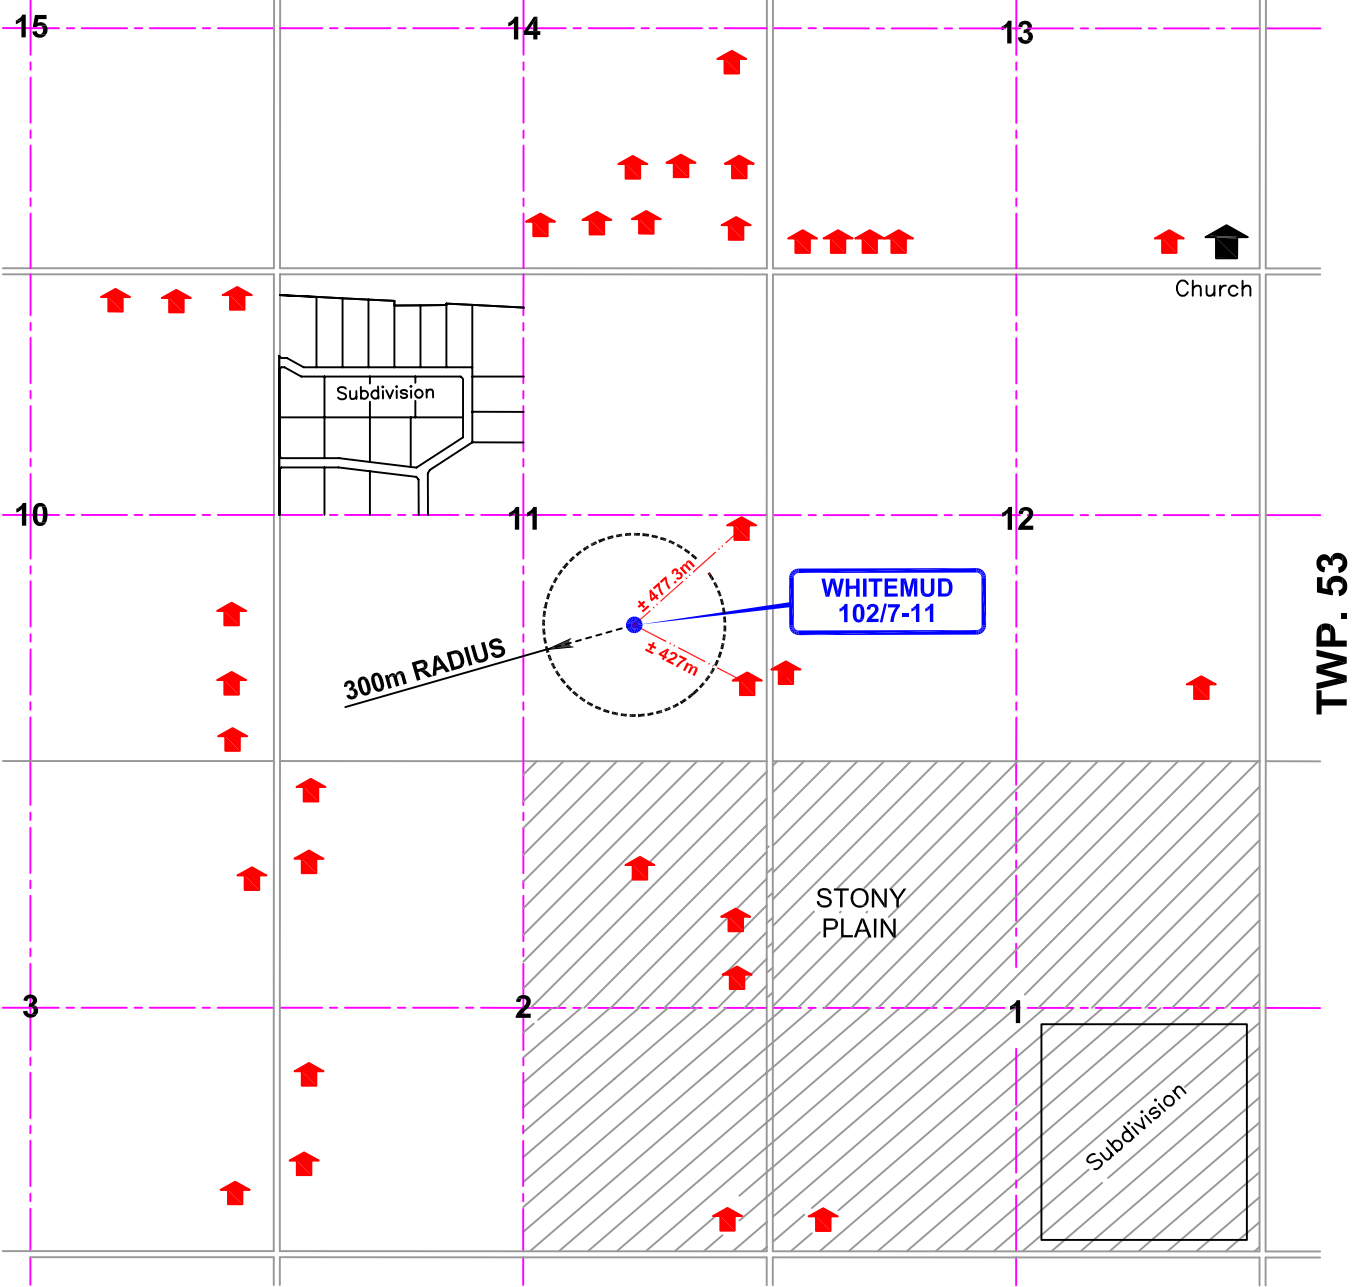 15
14
13
Church
Subdivision
10
11
12
± 477.3m
WHITEMUD
102/7-11
TWP. 53
300m RADIUS
± 427m
STONY
PLAIN
3
2
1
Subdivision